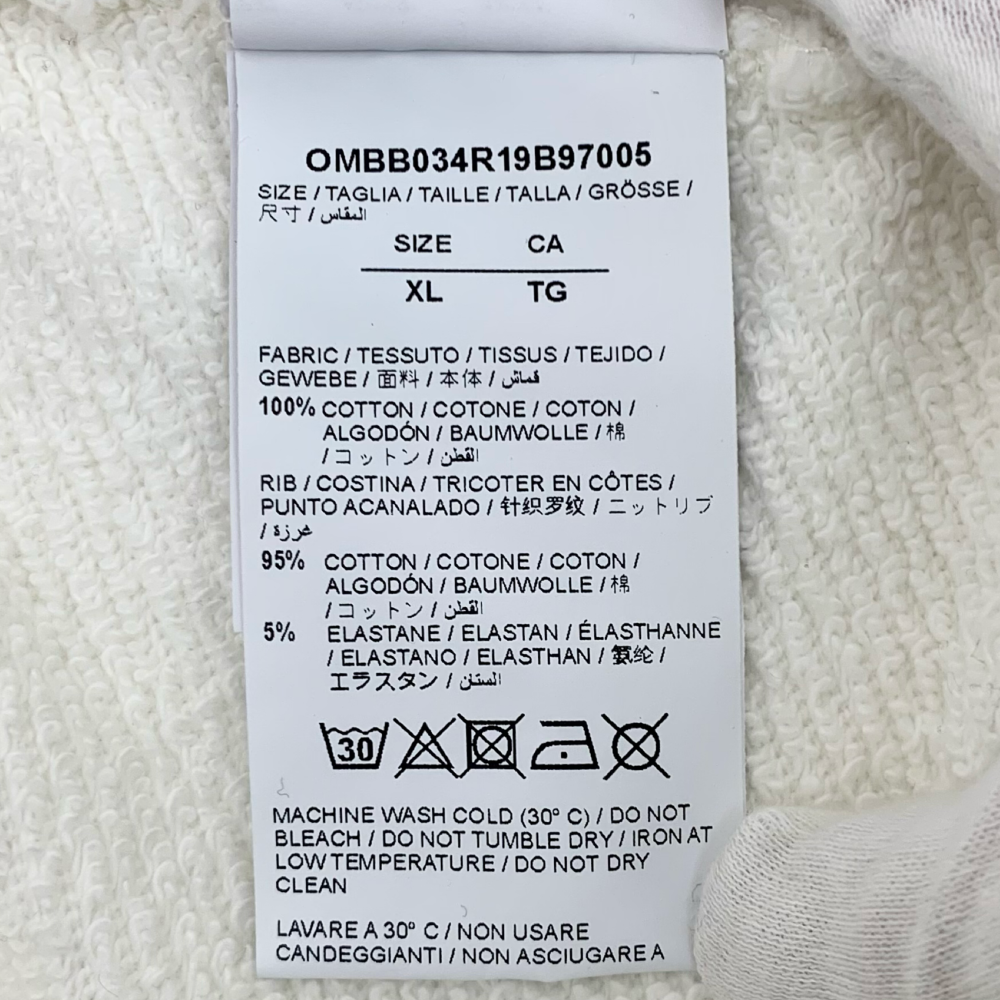 OMBB034R19B97005
SIZE / TAGLIA / TAILLE / TALLA / GRÖSSE /
尺寸 / المقاس
SIZE CA
XL TG
FABRIC / TESSUTO / TISSUS / TEJIDO /
GEWEBE / 面料 / 本体 / قماش
100% COTTON / COTONE / COTON /
ALGODÓN / BAUMWOLLE / 棉
/ コットン / القطن
RIB / COSTINA / TRICOTER EN CÔTES /
PUNTO ACANALADO / 针织罗纹 / ニットリブ
/ غرزة
95% COTTON / COTONE / COTON /
ALGODÓN / BAUMWOLLE / 棉
/ コットン / القطن
5% ELASTANE / ELASTAN / ÉLASTHANNE
/ ELASTANO / ELASTHAN / 氨纶 /
エラスタン / الستن
30
MACHINE WASH COLD (30º C) / DO NOT
BLEACH / DO NOT TUMBLE DRY / IRON AT
LOW TEMPERATURE / DO NOT DRY
CLEAN
LAVARE A 30º C / NON USARE
CANDEGGIANTI / NON ASCIUGARE A